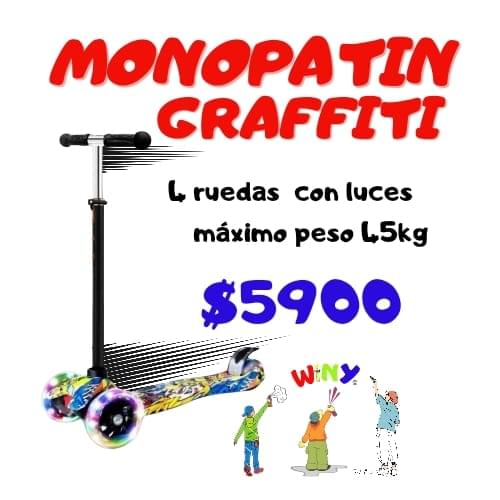 MONOPATIN
GRAFFITI
4 ruedas con luces
máximo peso 45kg
$5900
WINY